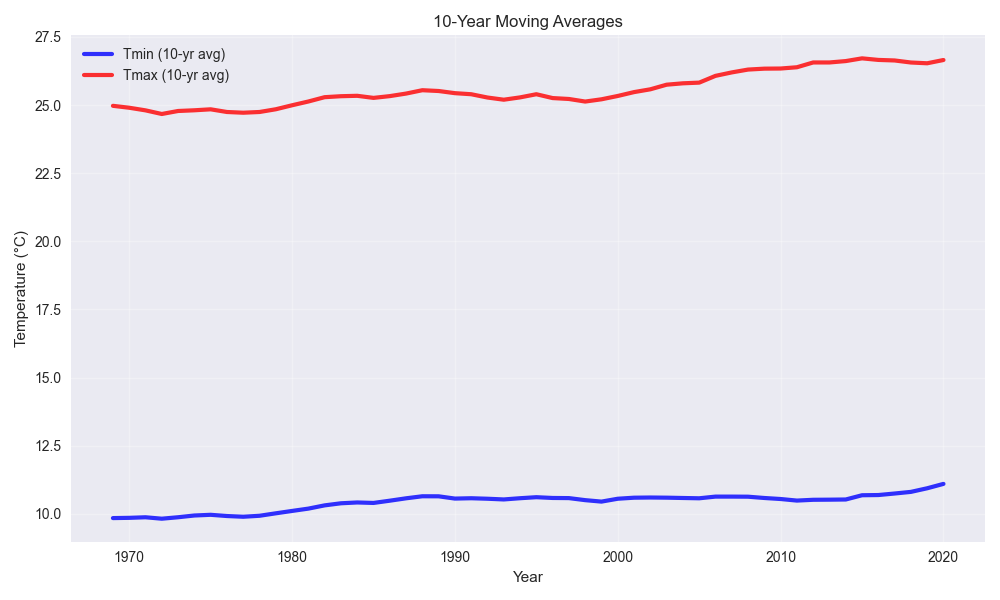 10-Year Moving Averages
Tmin (10-yr avg)
Tmax (10-yr avg)
Temperature (°C)
27.5
25.0
22.5
20.0
17.5
15.0
12.5
10.0
1970 1980 1990 2000 2010 2020
Year